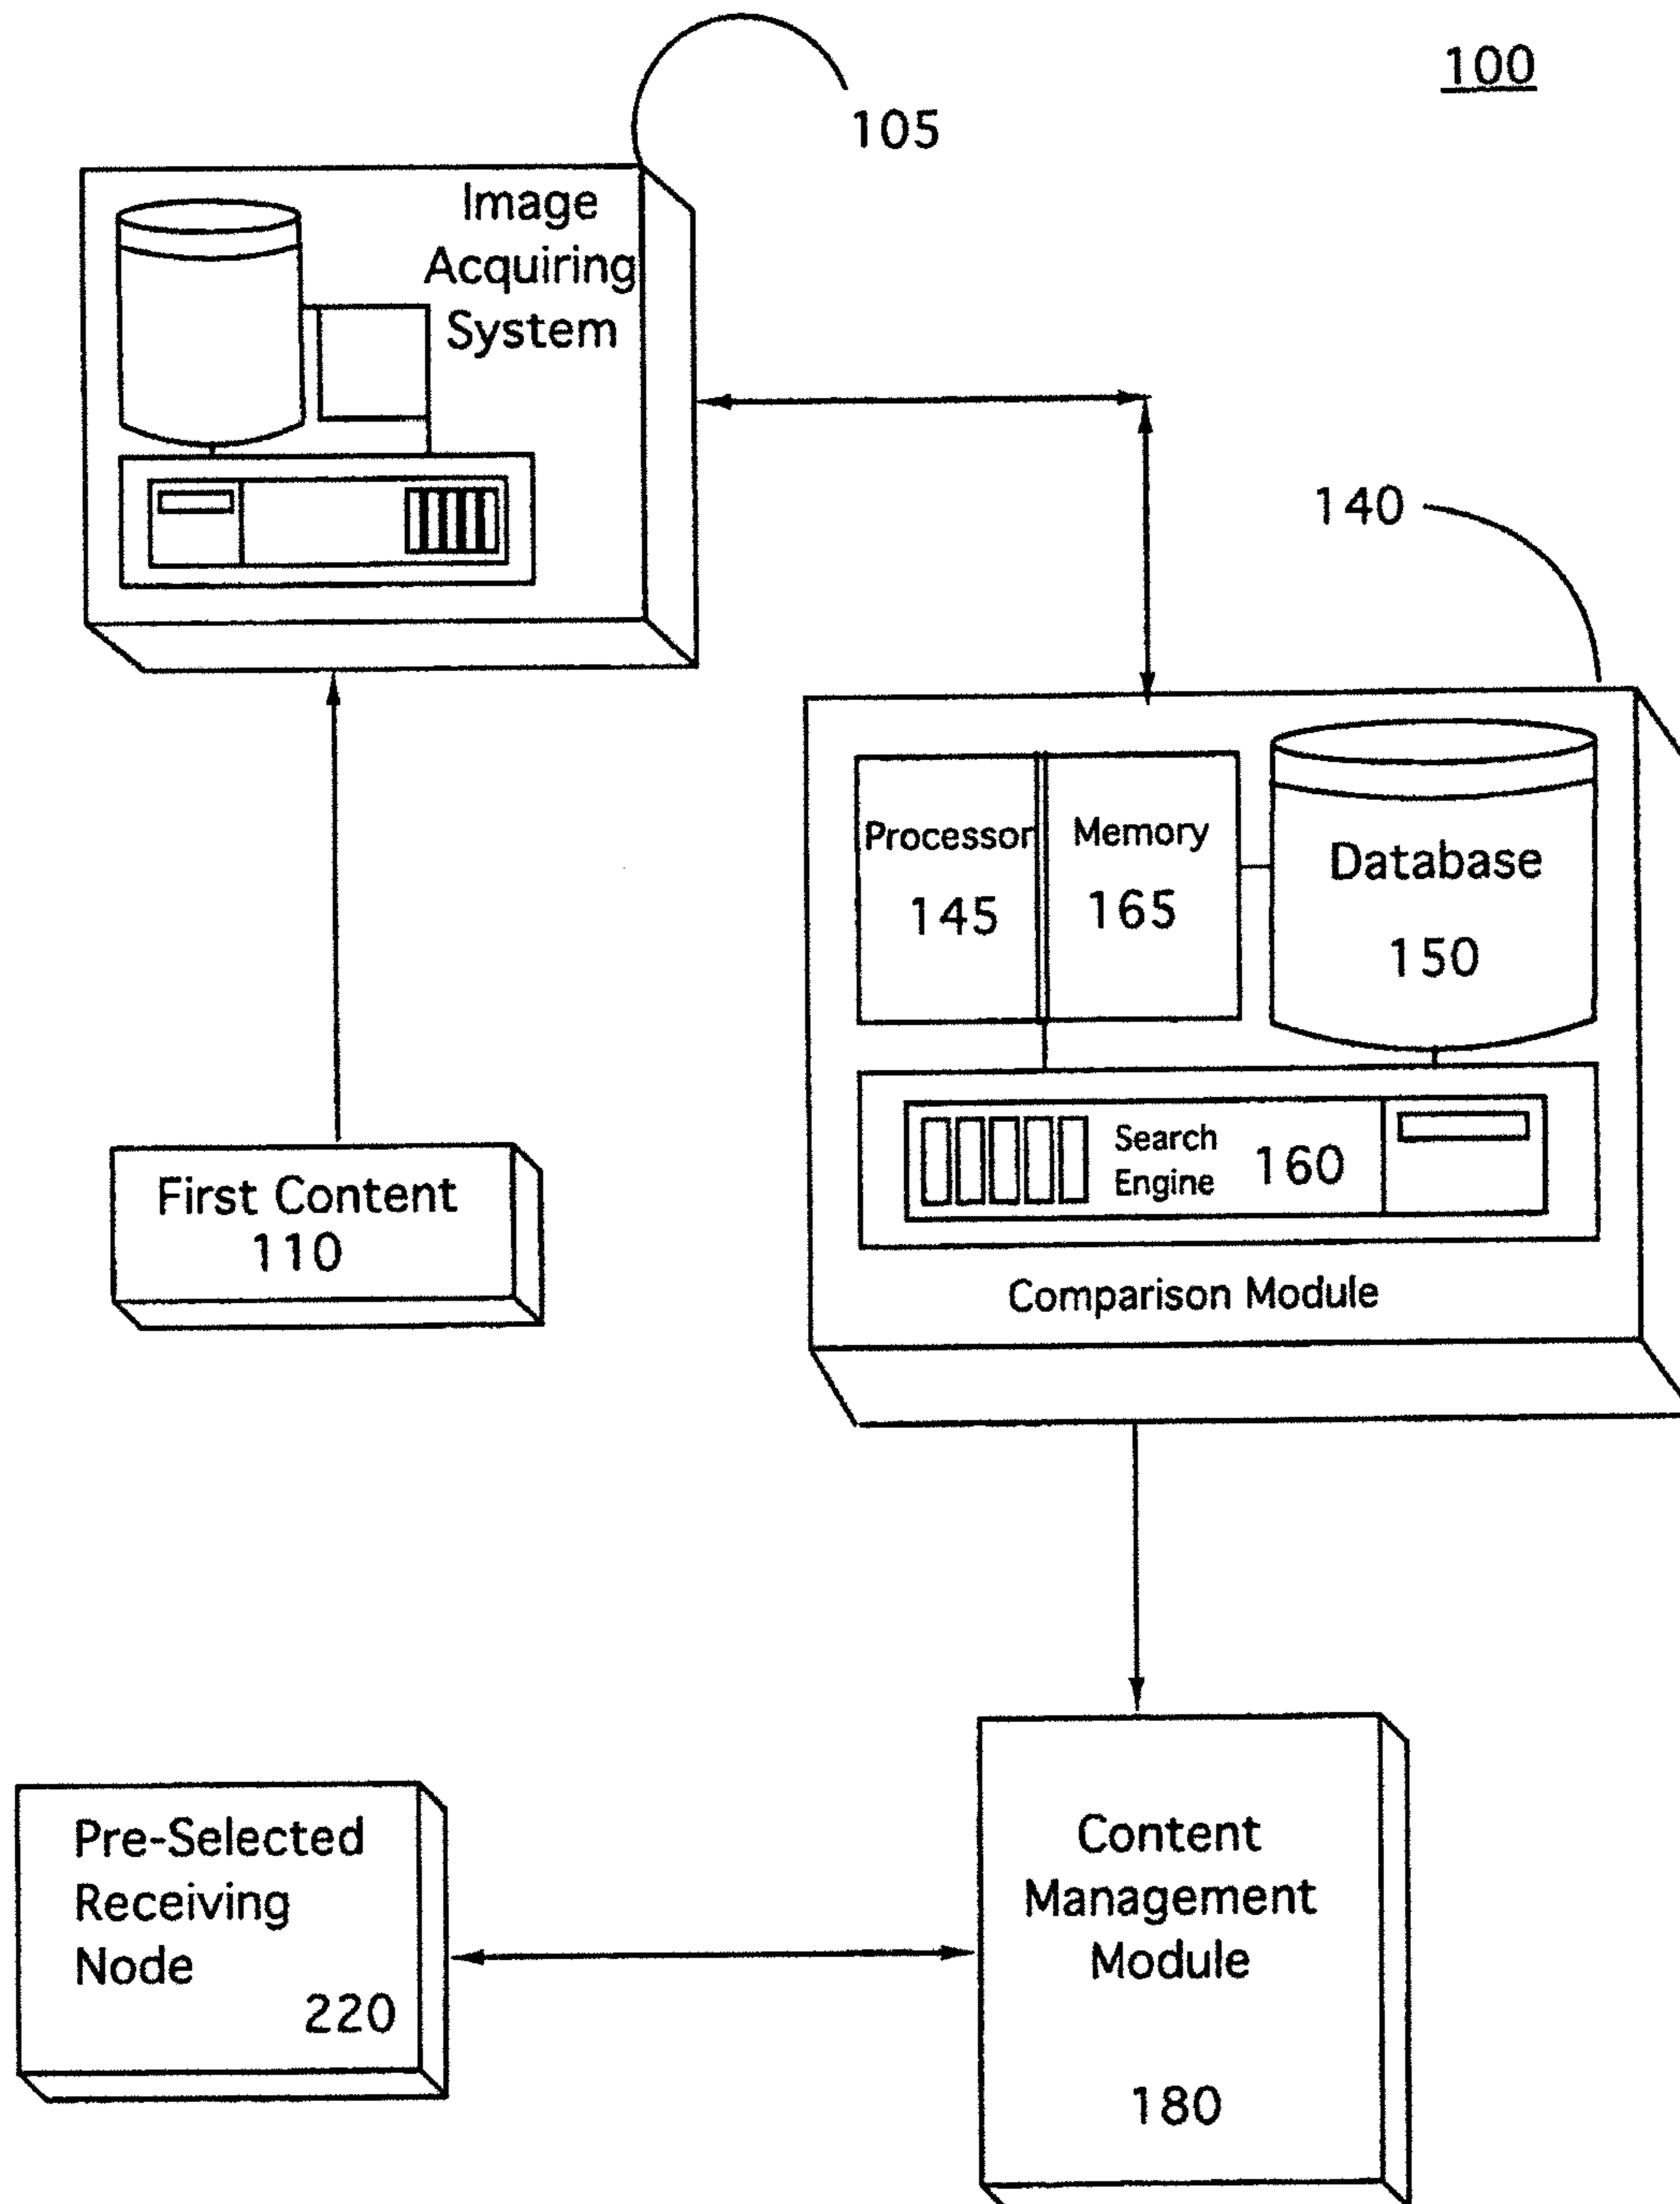 100
105
Image
Acquiring
System
140
Processor
145
Memory
165
Database
150
Search
Engine
160
Comparison Module
First Content
110
Pre-Selected
Receiving
Node
220
Content
Management
Module
180